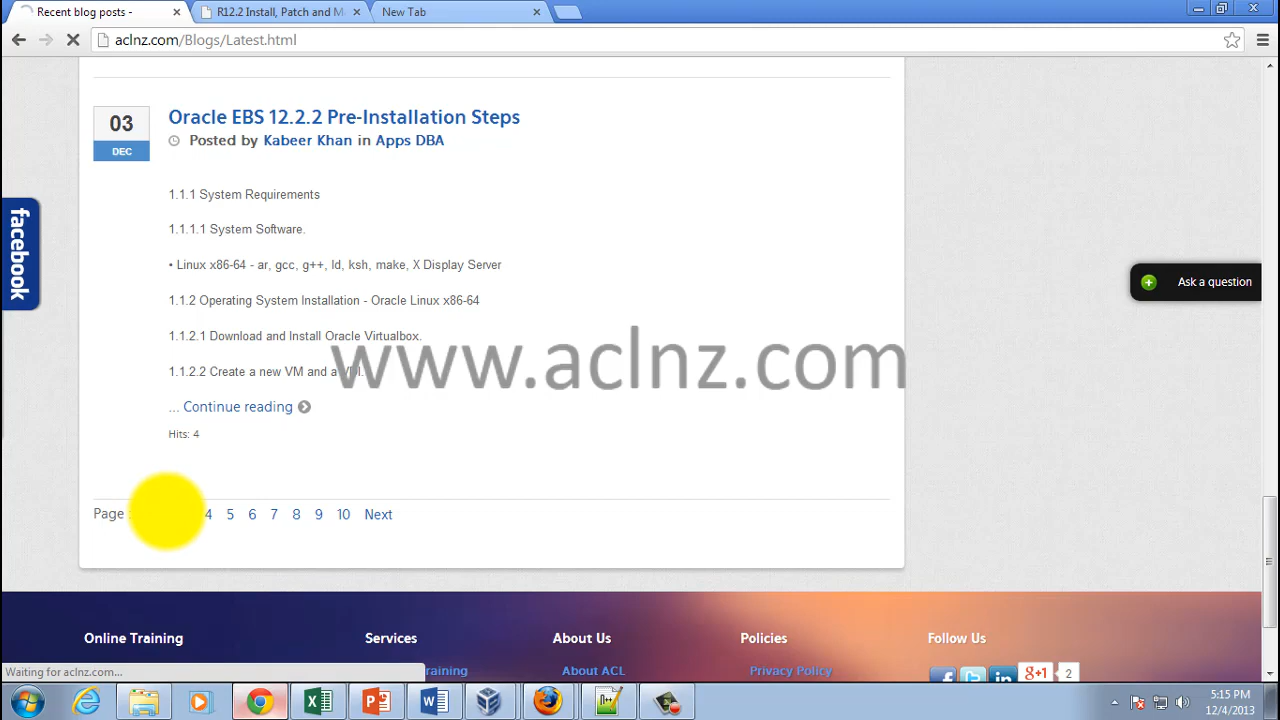 Recent blog posts -
R12.2 Install, Patch and M
New Tab
aclnz.com/Blogs/Latest.html
03
DEC
Oracle EBS 12.2.2 Pre-Installation Steps
Posted by Kabeer Khan in Apps DBA
1.1.1 System Requirements
1.1.1.1 System Software.
• Linux x86-64 - ar, gcc, g++, ld, ksh, make, X Display Server
1.1.2 Operating System Installation - Oracle Linux x86-64
1.1.2.1 Download and Install Oracle Virtualbox.
1.1.2.2 Create a new VM and a
www.aclnz.com
... Continue reading
Hits: 4
facebook
Ask a question
Page 4 5 6 7 8 9 10 Next
Online Training
Services
About Us
Policies
Follow Us
Waiting for aclnz.com...
About ACL
Privacy Policy
g+1
2
5:15 PM
12/4/2013